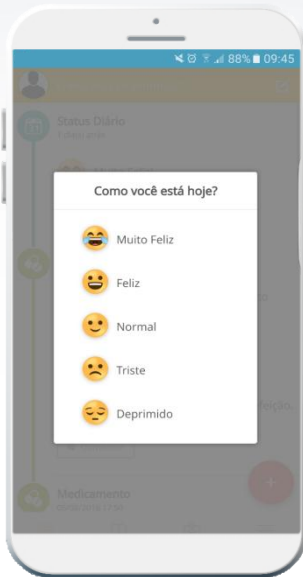 88% 09:45
Status Diário
Como você está hoje?
Muito Feliz
Feliz
Normal
Triste
Deprimido
Medicamento